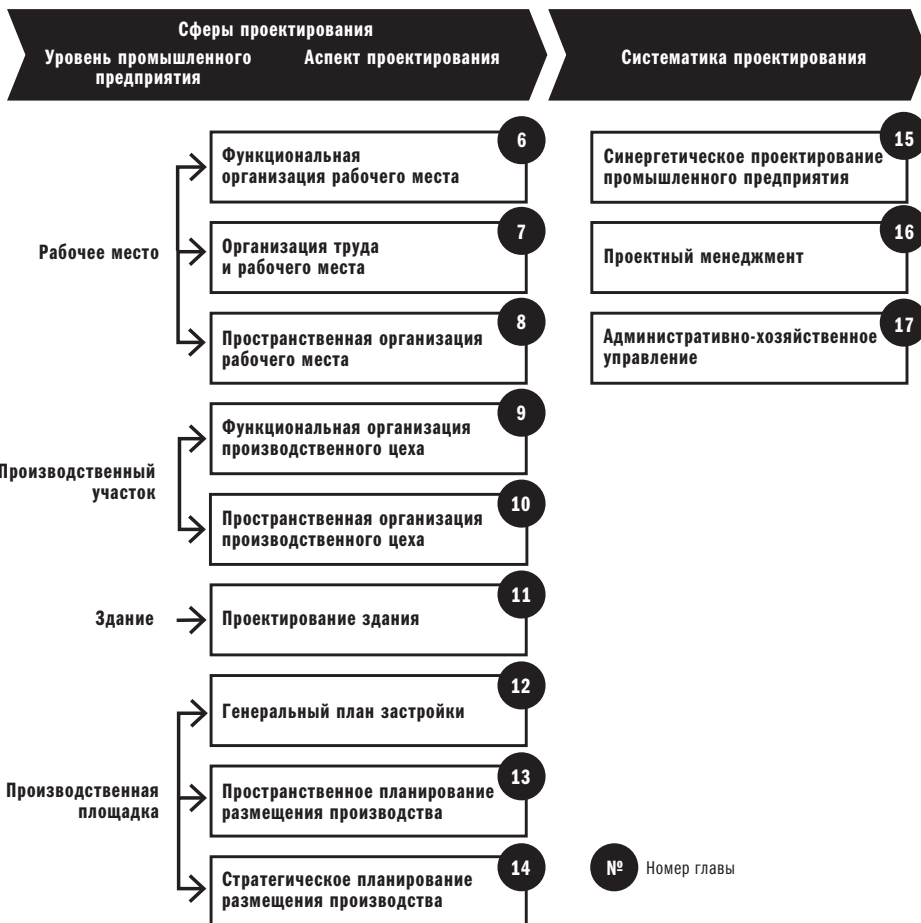 Сферы проектирования
Уровень промышленного
предприятия
Аспект проектирования
Систематика проектирования
Рабочее место
6
Функциональная
организация рабочего места
7
Организация труда
и рабочего места
8
Пространственная организация
рабочего места
Производственный
участок
9
Функциональная организация
производственного цеха
10
Пространственная организация
производственного цеха
Здание
11
Проектирование здания
Производственная
площадка
12
Генеральный план застройки
13
Пространственное планирование
размещения производства
14
Стратегическое планирование
размещения производства
15
Синергетическое проектирование
промышленного предприятия
16
Проектный менеджмент
17
Административно-хозяйственное
управление
№ Номер главы